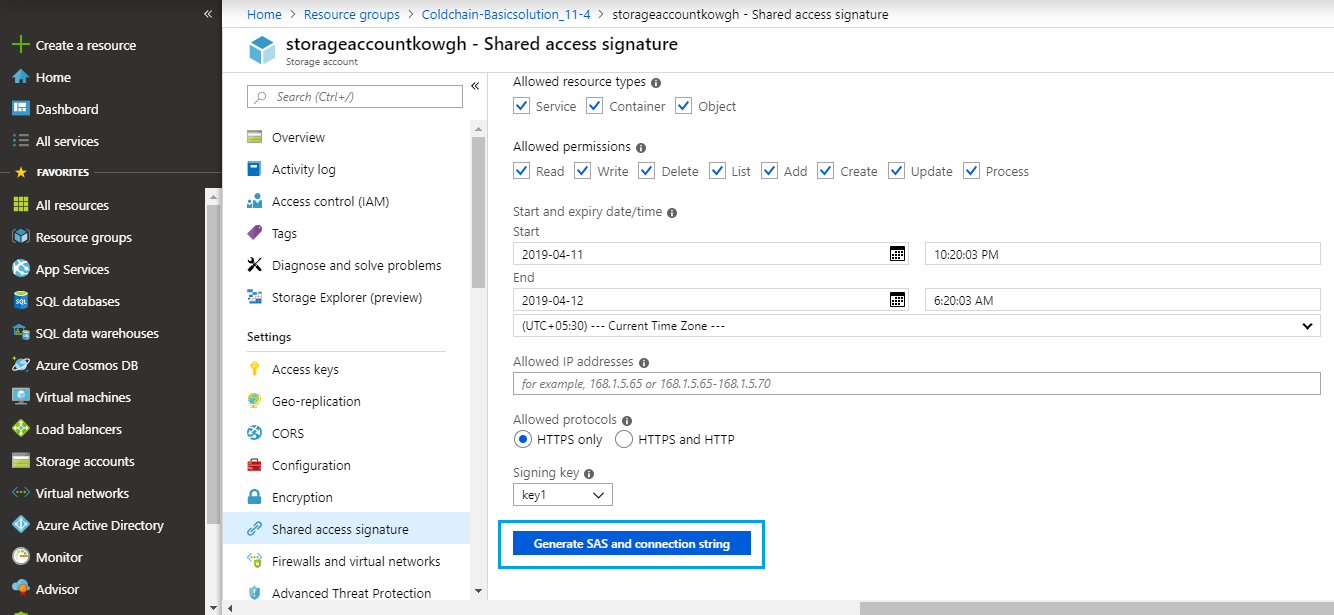 «
Create a resource
Home
Dashboard
All services
FAVORITES
All resources
Resource groups
App Services
SQL databases
SQL data warehouses
Azure Cosmos DB
Virtual machines
Load balancers
Storage accounts
Virtual networks
Azure Active Directory
Monitor
Advisor
Home > Resource groups > Coldchain-Basicsolution_11-4 > storageaccountkowgh - Shared access signature
storageaccountkowgh - Shared access signature
Storage account
Search (Ctrl+/)
«
Overview
Activity log
Access control (IAM)
Tags
Diagnose and solve problems
Storage Explorer (preview)
Settings
Access keys
Geo-replication
CORS
Configuration
Encryption
Shared access signature
Firewalls and virtual networks
Advanced Threat Protection
Allowed resource types
Service Container Object
Allowed permissions
Read Write Delete List Add Create Update Process
Start and expiry date/time
Start
2019-04-11 10:20:03 PM
End
2019-04-12 6:20:03 AM
(UTC+05:30) --- Current Time Zone ---
Allowed IP addresses
for example, 168.1.5.65 or 168.1.5.65-168.1.5.70
Allowed protocols
HTTPS only HTTPS and HTTP
Signing key
key1
Generate SAS and connection string